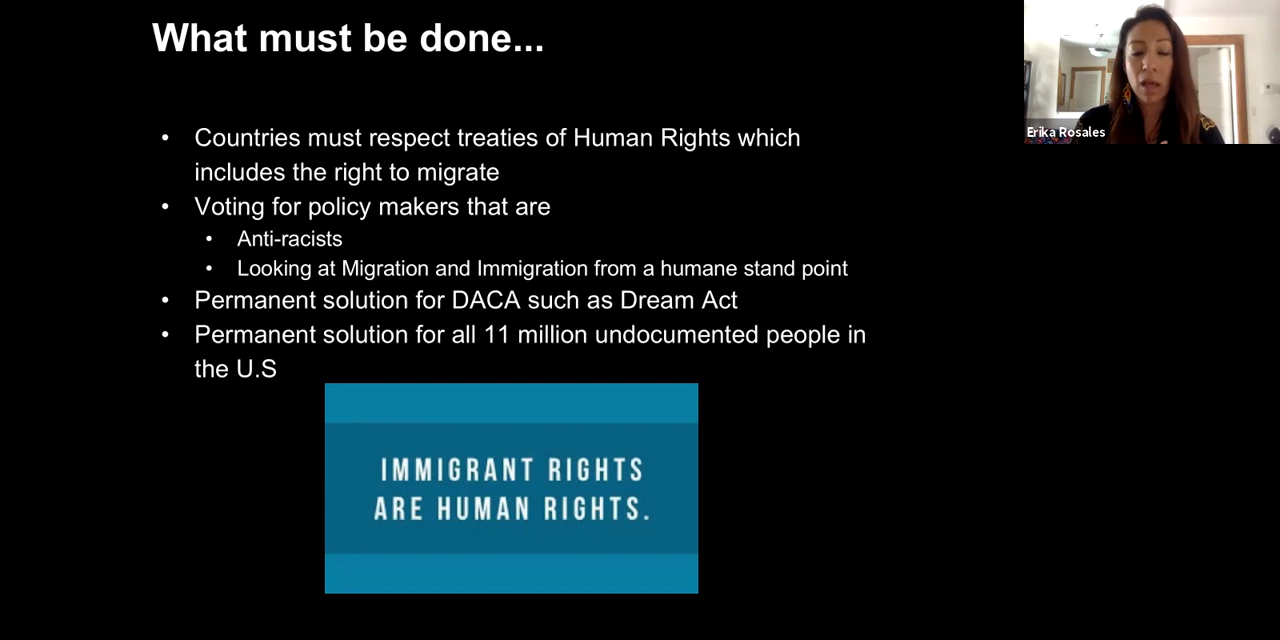 What must be done...
Erika Rosales
• Countries must respect treaties of Human Rights which
includes the right to migrate
• Voting for policy makers that are
• Anti-racists
• Looking at Migration and Immigration from a humane stand point
• Permanent solution for DACA such as Dream Act
• Permanent solution for all 11 million undocumented people in
the U.S
IMMIGRANT RIGHTS
ARE HUMAN RIGHTS.